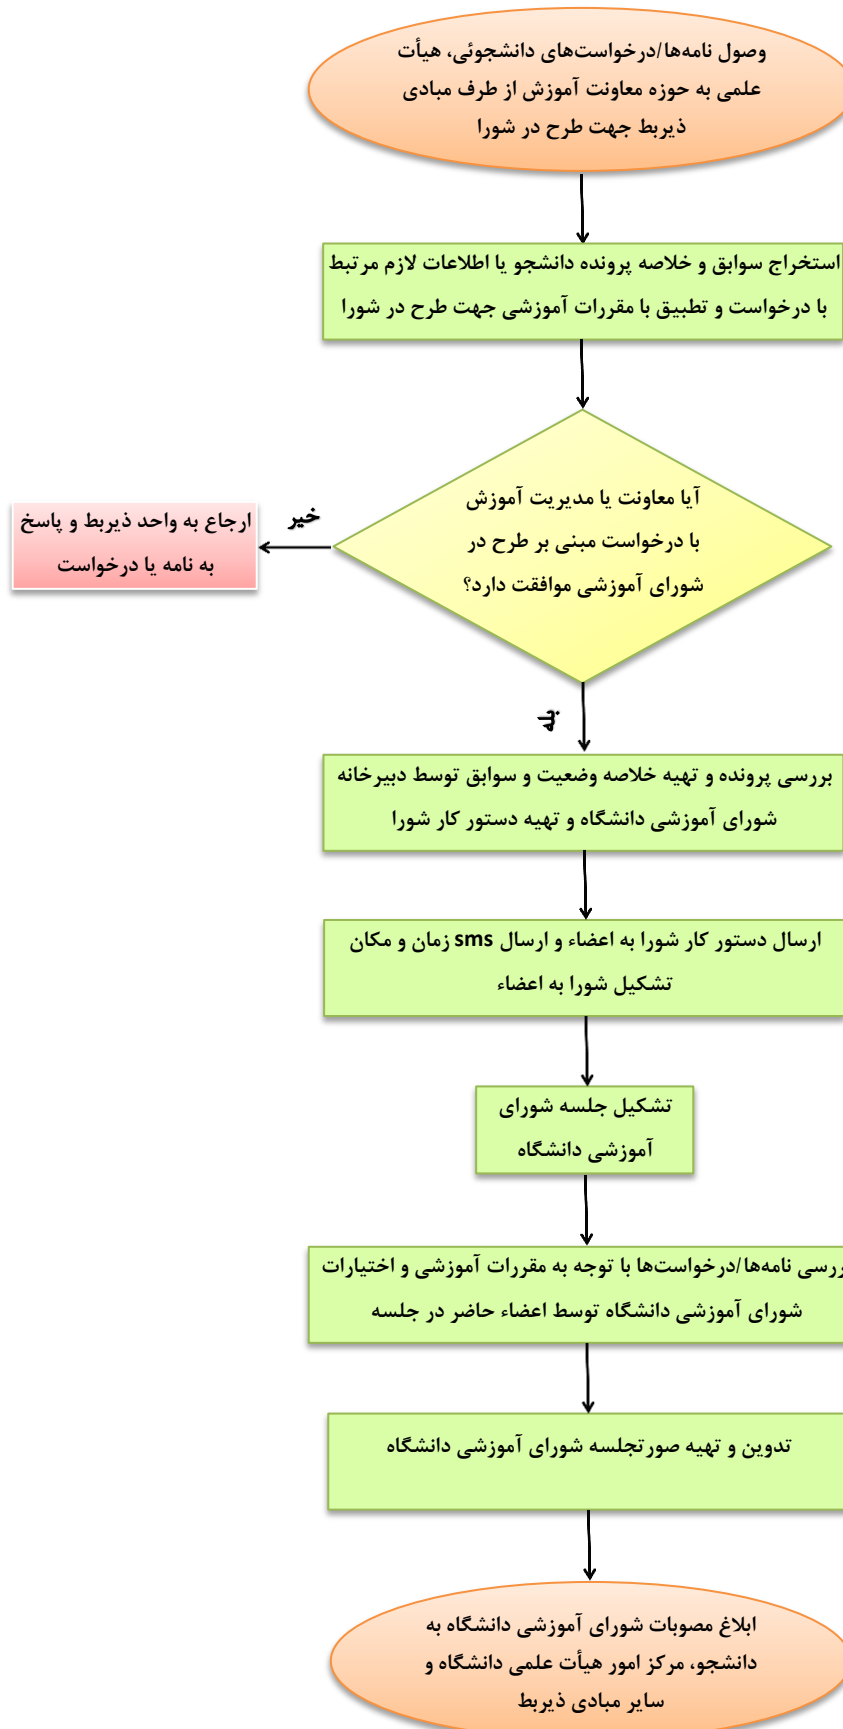 وصول نامه‌ها/درخواست‌های دانشجوئی، هیأت
علمی به حوزه معاونت آموزش از طرف مبادی
ذیربط جهت طرح در شورا
استخراج سوابق و خلاصه پرونده دانشجو یا اطلاعات لازم مرتبط
با درخواست و تطبیق با مقررات آموزشی جهت طرح در شورا
آیا معاونت یا مدیریت آموزش
با درخواست مبنی بر طرح در
شورای آموزشی موافقت دارد؟
خیر
ارجاع به واحد ذیربط و پاسخ
به نامه یا درخواست
بله
بررسی پرونده و تهیه خلاصه وضعیت و سوابق توسط دبیرخانه
شورای آموزشی دانشگاه و تهیه دستور کار شورا
ارسال دستور کار شورا به اعضاء و ارسال sms زمان و مکان
تشکیل شورا به اعضاء
تشکیل جلسه شورای
آموزشی دانشگاه
ررسی نامه‌ها/درخواست‌ها با توجه به مقررات آموزشی و اختیارات
شورای آموزشی دانشگاه توسط اعضاء حاضر در جلسه
تدوین و تهیه صورتجلسه شورای آموزشی دانشگاه
ابلاغ مصوبات شورای آموزشی دانشگاه به
دانشجو، مرکز امور هیأت علمی دانشگاه و
سایر مبادی ذیربط